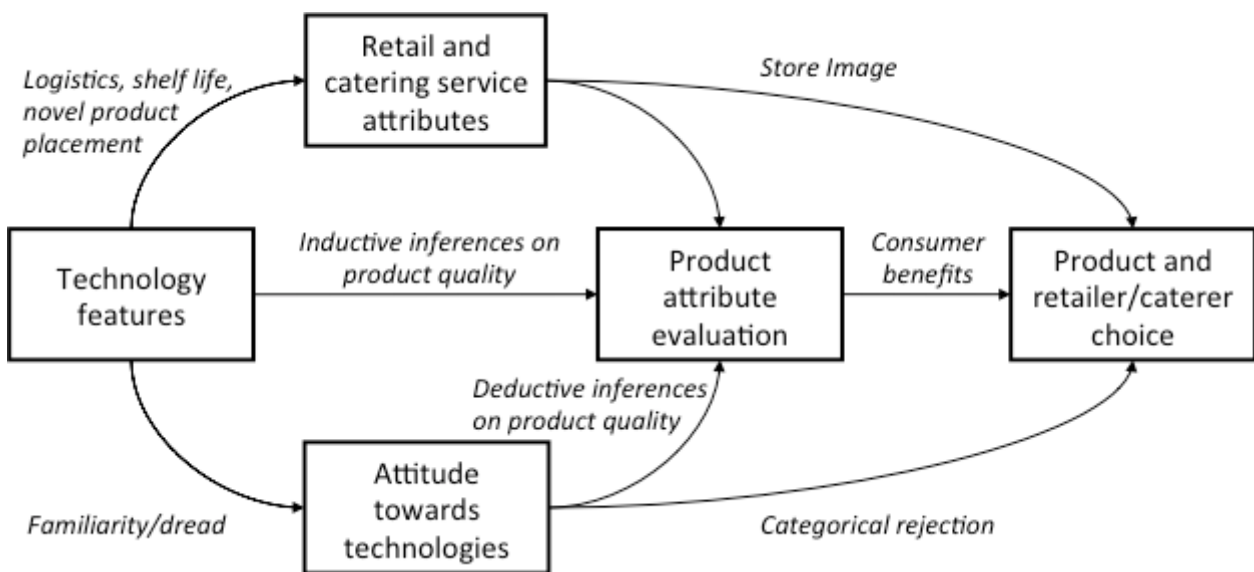 Retail and
catering service
attributes
Logistics, shelf life,
novel product
placement
Store Image
Technology
features
Inductive inferences on
product quality
Product
attribute
evaluation
Consumer
benefits
Product and
retailer/caterer
choice
Deductive inferences
on product quality
Attitude
towards
technologies
Familiarity/dread
Categorical rejection